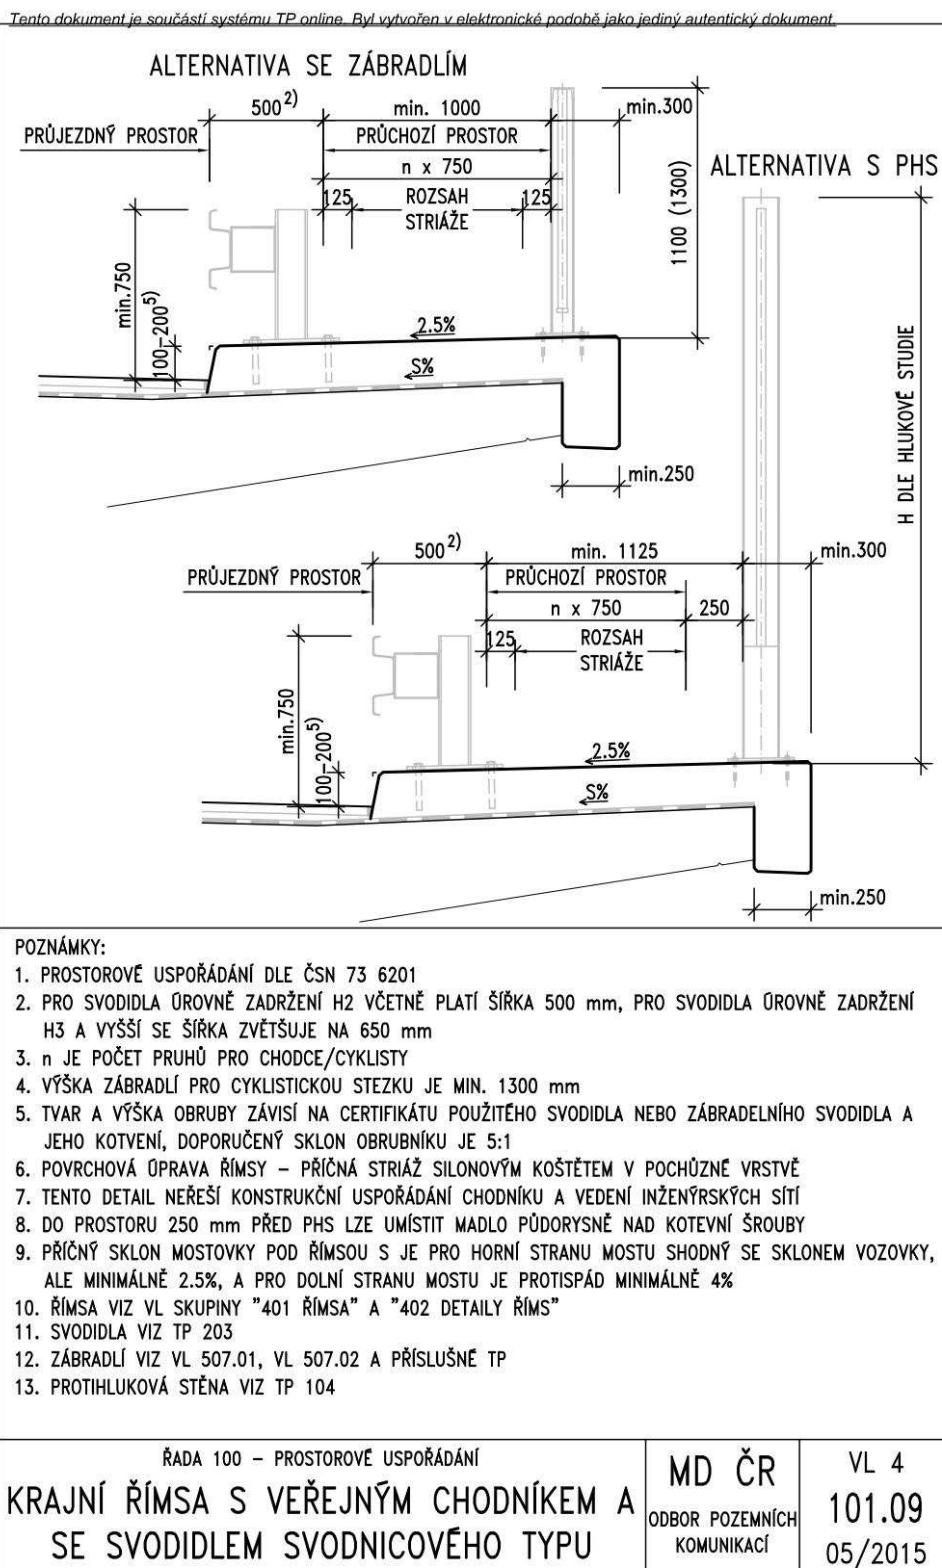 Tento dokument je součástí systému TP online. Byl vytvořen v elektronické podobě jako jediný autentický dokument.
ALTERNATIVA SE ZÁBRADLÍM
500²⁾
min. 1000
min.300
PRŮJEZDNÝ PROSTOR
PRŮCHOZÍ PROSTOR
n x 750
125
ROZSAH
STRIÁŽE
125
1100 (1300)
min.750
100-200⁵⁾
2.5%
S%
min.250
ALTERNATIVA S PHS
H DLE HLUKOVÉ STUDIE
500²⁾
min. 1125
min.300
PRŮJEZDNÝ PROSTOR
PRŮCHOZÍ PROSTOR
n x 750
250
125
ROZSAH
STRIÁŽE
min.750
100-200⁵⁾
2.5%
S%
min.250
POZNÁMKY:
1. PROSTOROVÉ USPOŘÁDÁNÍ DLE ČSN 73 6201
2. PRO SVODIDLA ÚROVNĚ ZADRŽENÍ H2 VČETNĚ PLATÍ ŠÍŘKA 500 mm, PRO SVODIDLA ÚROVNĚ ZADRŽENÍ
H3 A VYŠŠÍ SE ŠÍŘKA ZVĚTŠUJE NA 650 mm
3. n JE POČET PRUHŮ PRO CHODCE/CYKLISTY
4. VÝŠKA ZÁBRADLÍ PRO CYKLISTICKOU STEZKU JE MIN. 1300 mm
5. TVAR A VÝŠKA OBRUBY ZÁVISÍ NA CERTIFIKÁTU POUŽITÉHO SVODIDLA NEBO ZÁBRADELNÍHO SVODIDLA A
JEHO KOTVENÍ, DOPORUČENÝ SKLON OBRUBNÍKU JE 5:1
6. POVRCHOVÁ ÚPRAVA ŘÍMSY – PŘÍČNÁ STRIÁŽ SILONOVÝM KOŠTĚTEM V POCHŮZNÉ VRSTVĚ
7. TENTO DETAIL NEŘEŠÍ KONSTRUKČNÍ USPOŘÁDÁNÍ CHODNÍKU A VEDENÍ INŽENÝRSKÝCH SÍTÍ
8. DO PROSTORU 250 mm PŘED PHS LZE UMÍSTIT MADLO PŮDORYSNĚ NAD KOTEVNÍ ŠROUBY
9. PŘÍČNÝ SKLON MOSTOVKY POD ŘÍMSOU S JE PRO HORNÍ STRANU MOSTU SHODNÝ SE SKLONEM VOZOVKY,
ALE MINIMÁLNĚ 2.5%, A PRO DOLNÍ STRANU MOSTU JE PROTISPÁD MINIMÁLNĚ 4%
10. ŘÍMSA VIZ VL SKUPINY "401 ŘÍMSA" A "402 DETAILY ŘÍMS"
11. SVODIDLA VIZ TP 203
12. ZÁBRADLÍ VIZ VL 507.01, VL 507.02 A PŘÍSLUŠNÉ TP
13. PROTIHLUKOVÁ STĚNA VIZ TP 104
ŘADA 100 – PROSTOROVÉ USPOŘÁDÁNÍ
KRAJNÍ ŘÍMSA S VEŘEJNÝM CHODNÍKEM A
SE SVODIDLEM SVODNICOVÉHO TYPU
MD ČR
ODBOR POZEMNÍCH
KOMUNIKACÍ
VL 4
101.09
05/2015